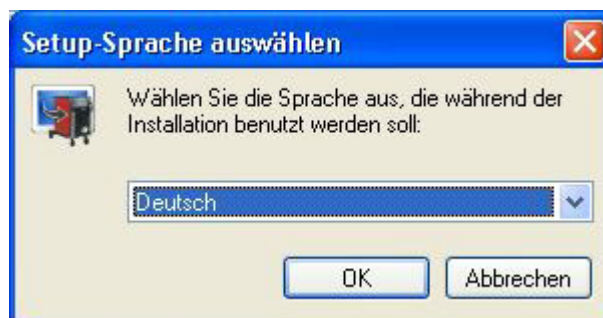 Setup-Sprache auswählen
Wählen Sie die Sprache aus, die während der
Installation benutzt werden soll:
Deutsch
OK
Abbrechen